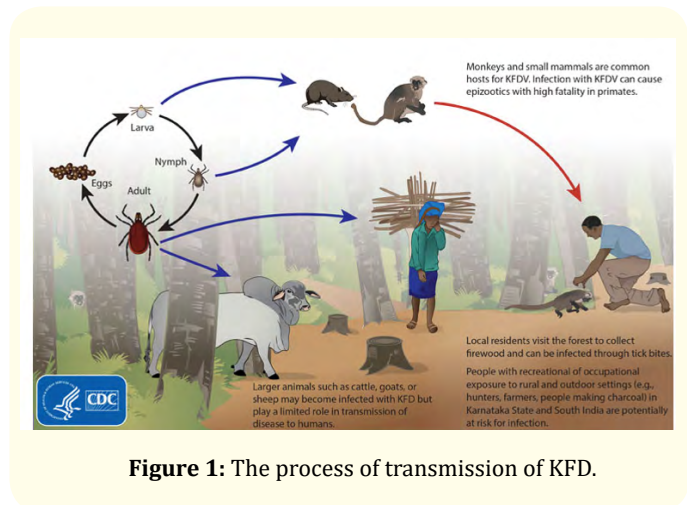 Monkeys and small mammals are common
hosts for KFDV. Infection with KFDV can cause
epizootics with high fatality in primates.
Larva
Nymph
Eggs
Adult
Local residents visit the forest to collect
firewood and can be infected through tick bites.
People with recreational of occupational
exposure to rural and outdoor settings (e.g.,
hunters, farmers, people making charcoal) in
Karnataka State and South India are potentially
at risk for infection.
Larger animals such as cattle, goats, or
sheep may become infected with KFD but
play a limited role in transmission of
disease to humans.
CDC
Figure 1: The process of transmission of KFD.